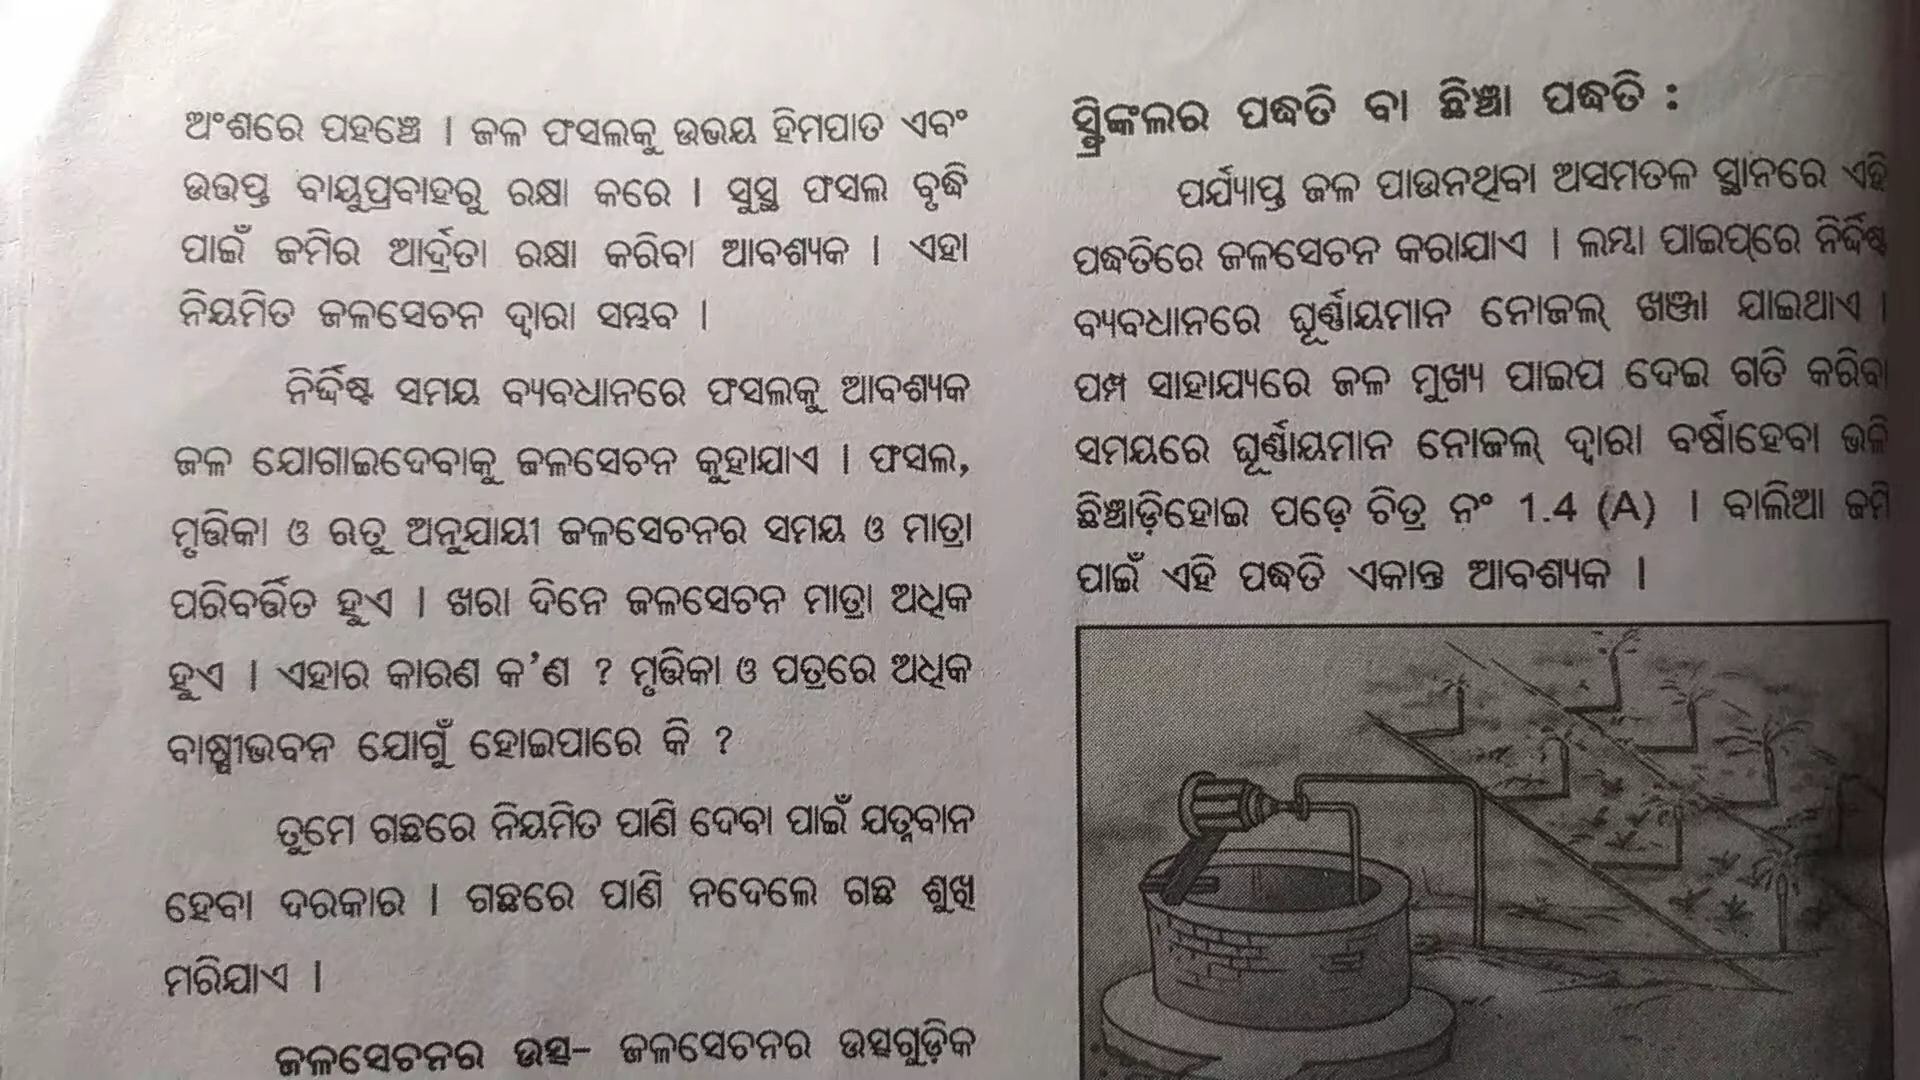 ଅଂଶରେ ପହଞ୍ଚେ । ଜଳ ଫସଲକୁ ଉଭୟ ହିମପାତ ଏବଂ
ଉତ୍ତପ୍ତ ବାୟୁପ୍ରବାହରୁ ରକ୍ଷା କରେ । ସୁସ୍ଥ ଫସଲ ବୃଦ୍ଧି
ପାଇଁ ଜମିର ଆର୍ଦ୍ରତା ରକ୍ଷା କରିବା ଆବଶ୍ୟକ । ଏହା
ନିୟମିତ ଜଳସେଚନ ଦ୍ୱାରା ସମ୍ଭବ ।
ନିର୍ଦ୍ଦିଷ୍ଟ ସମୟ ବ୍ୟବଧାନରେ ଫସଲକୁ ଆବଶ୍ୟକ
ଜଳ ଯୋଗାଇଦେବାକୁ ଜଳସେଚନ କୁହାଯାଏ । ଫସଲ,
ମୃତ୍ତିକା ଓ ଋତୁ ଅନୁଯାୟୀ ଜଳସେଚନର ସମୟ ଓ ମାତ୍ରା
ପରିବର୍ତ୍ତିତ ହୁଏ । ଖରା ଦିନେ ଜଳସେଚନ ମାତ୍ରା ଅଧିକ
ହୁଏ । ଏହାର କାରଣ କ'ଣ ? ମୃତ୍ତିକା ଓ ପତ୍ରରେ ଅଧିକ
ବାଷ୍ପୀଭବନ ଯୋଗୁଁ ହୋଇପାରେ କି ?
ତୁମେ ଗଛରେ ନିୟମିତ ପାଣି ଦେବା ପାଇଁ ଯତ୍ନବାନ
ହେବା ଦରକାର । ଗଛରେ ପାଣି ନଦେଲେ ଗଛ ଶୁଖି
ମରିଯାଏ ।
ଜଳସେଚନର ଉତ୍ସ– ଜଳସେଚନର ଉତ୍ସଗୁଡ଼ିକ
ସ୍ପ୍ରିଙ୍କଲର ପଦ୍ଧତି ବା ଛିଞ୍ଚା ପଦ୍ଧତି :
ପର୍ଯ୍ୟାପ୍ତ ଜଳ ପାଉନଥିବା ଅସମତଳ ସ୍ଥାନରେ ଏହି
ପଦ୍ଧତିରେ ଜଳସେଚନ କରାଯାଏ । ଲମ୍ବା ପାଇପ୍‌ରେ ନିର୍ଦ୍ଦିଷ୍ଟ
ବ୍ୟବଧାନରେ ଘୂର୍ଣ୍ଣାୟମାନ ନୋଜଲ୍ ଖଞ୍ଜା ଯାଇଥାଏ ।
ପମ୍ପ ସାହାଯ୍ୟରେ ଜଳ ମୁଖ୍ୟ ପାଇପ ଦେଇ ଗତି କରିବା
ସମୟରେ ଘୂର୍ଣ୍ଣାୟମାନ ନୋଜଲ୍ ଦ୍ୱାରା ବର୍ଷାହେବା ଭଳି
ଛିଞ୍ଚାଡ଼ିହୋଇ ପଡ଼େ ଚିତ୍ର ନଂ 1.4 (A) । ବାଲିଆ ଜମି
ପାଇଁ ଏହି ପଦ୍ଧତି ଏକାନ୍ତ ଆବଶ୍ୟକ ।